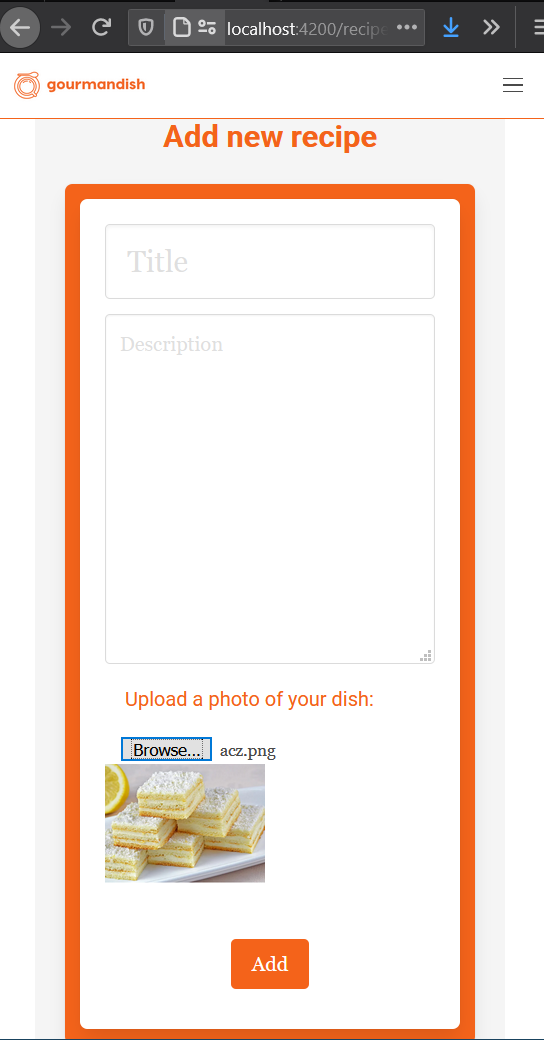 localhost:4200/recipe
gourmandish
Add new recipe
Title
Description
Upload a photo of your dish:
Browse... acz.png
Add